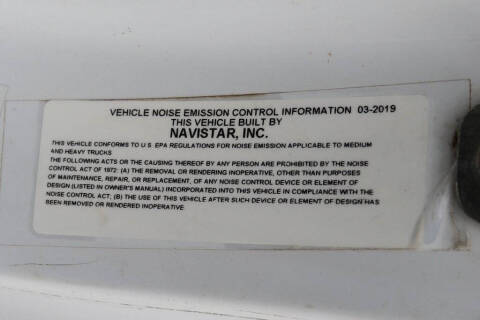 VEHICLE NOISE EMISSION CONTROL INFORMATION 03-2019
THIS VEHICLE BUILT BY
NAVISTAR, INC.
THIS VEHICLE CONFORMS TO U.S. EPA REGULATIONS FOR NOISE EMISSION APPLICABLE TO MEDIUM
AND HEAVY TRUCKS
THE FOLLOWING ACTS OR THE CAUSING THEREOF BY ANY PERSON ARE PROHIBITED BY THE NOISE
CONTROL ACT OF 1972: (A) THE REMOVAL OR RENDERING INOPERATIVE, OTHER THAN PURPOSES
OF MAINTENANCE, REPAIR, OR REPLACEMENT, OF ANY NOISE CONTROL DEVICE OR ELEMENT OF
DESIGN (LISTED IN OWNER'S MANUAL) INCORPORATED INTO THIS VEHICLE IN COMPLIANCE WITH THE
NOISE CONTROL ACT, (B) THE USE OF THIS VEHICLE AFTER SUCH DEVICE OR ELEMENT OF DESIGN HAS
BEEN REMOVED OR RENDERED INOPERATIVE